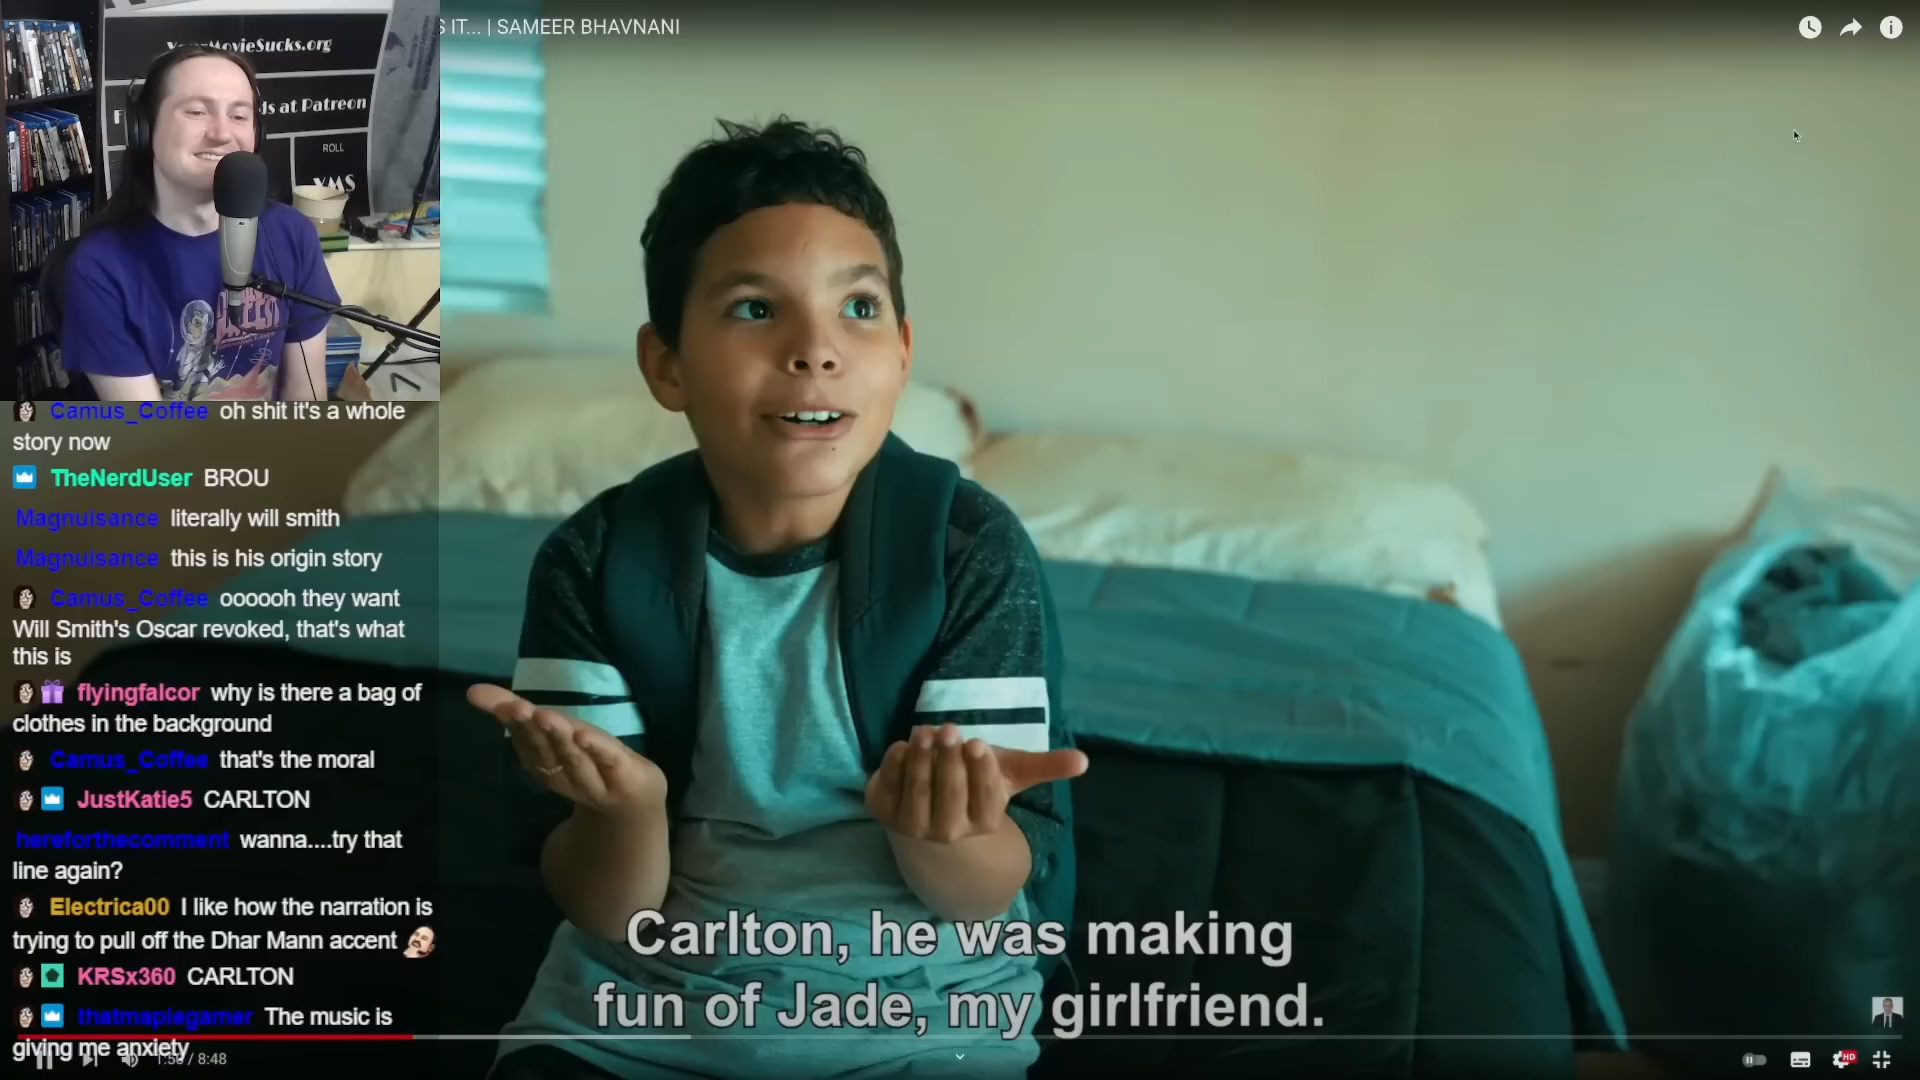 YourMovieSucks.org
ds at Patreon
ROLL
YMS
S IT... | SAMEER BHAVNANI
Camus_Coffee oh shit it's a whole
story now
TheNerdUser BROU
Magnuisance literally will smith
Magnuisance this is his origin story
Camus_Coffee oooooh they want
Will Smith's Oscar revoked, that's what
this is
flyingfalcor why is there a bag of
clothes in the background
Camus_Coffee that's the moral
JustKatie5 CARLTON
hereforthecomment wanna....try that
line again?
Electrica00 I like how the narration is
trying to pull off the Dhar Mann accent
KRSx360 CARLTON
thatmaplegamer The music is
giving me anxiety
Carlton, he was making
fun of Jade, my girlfriend.
/ 8:48
HD